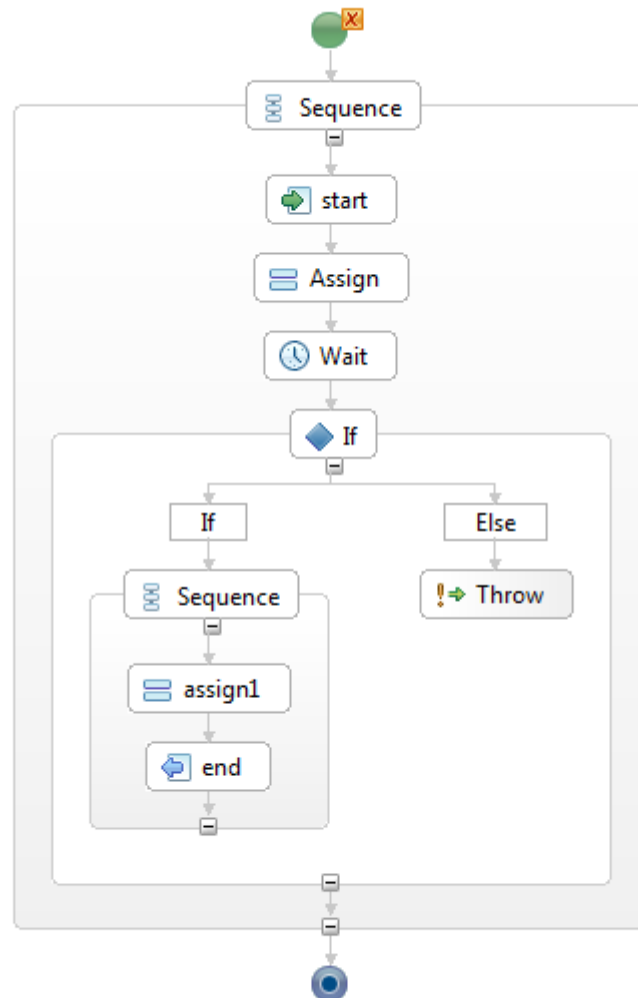 X
Sequence
start
Assign
Wait
If
If
Else
Sequence
Throw
assign1
end